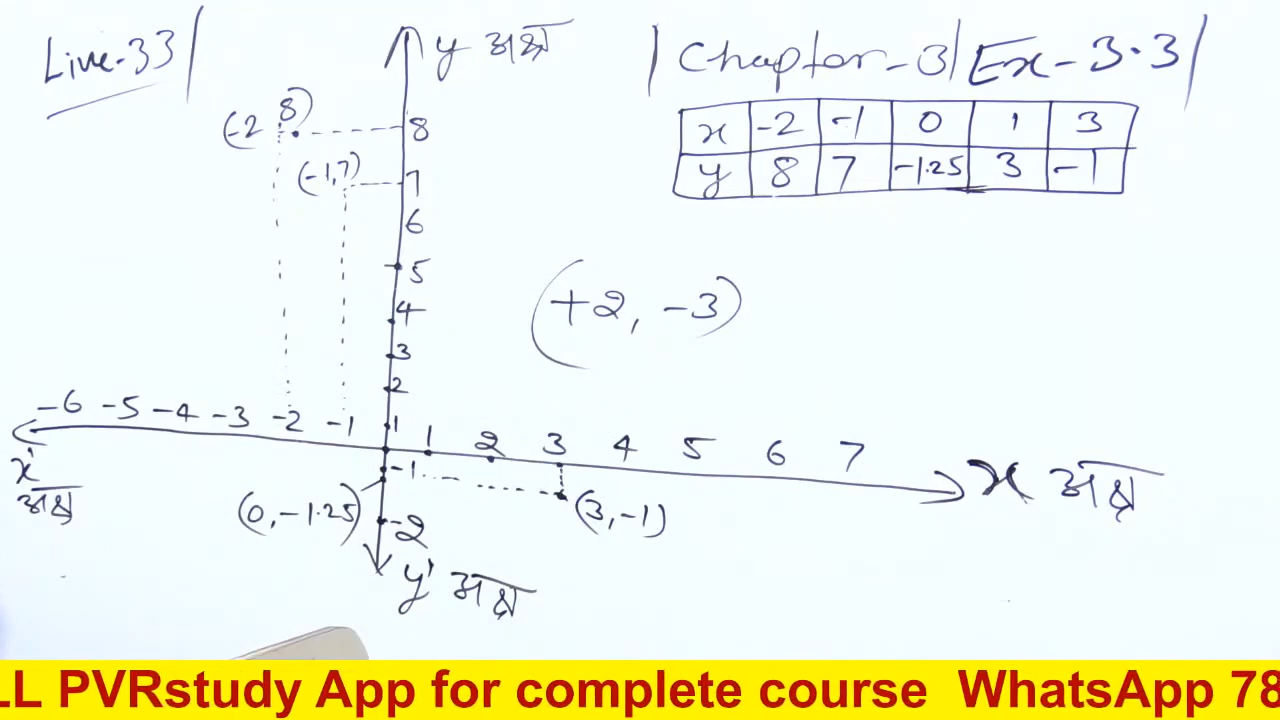 Live-33
| Chapter-3 | Ex-3.3 |
x -2 -1 0 1 3
y 8 7 -1.25 3 -1
y अक्ष
(-2 8)
8
(-1,7)
7
6
5
(+2, -3)
4
3
2
1
-6 -5 -4 -3 -2 -1 1 2 3 4 5 6 7
x' अक्ष
x अक्ष
-1
(0, -1.25)
(3, -1)
-2
y' अक्ष
LL PVRstudy App for complete course WhatsApp 78